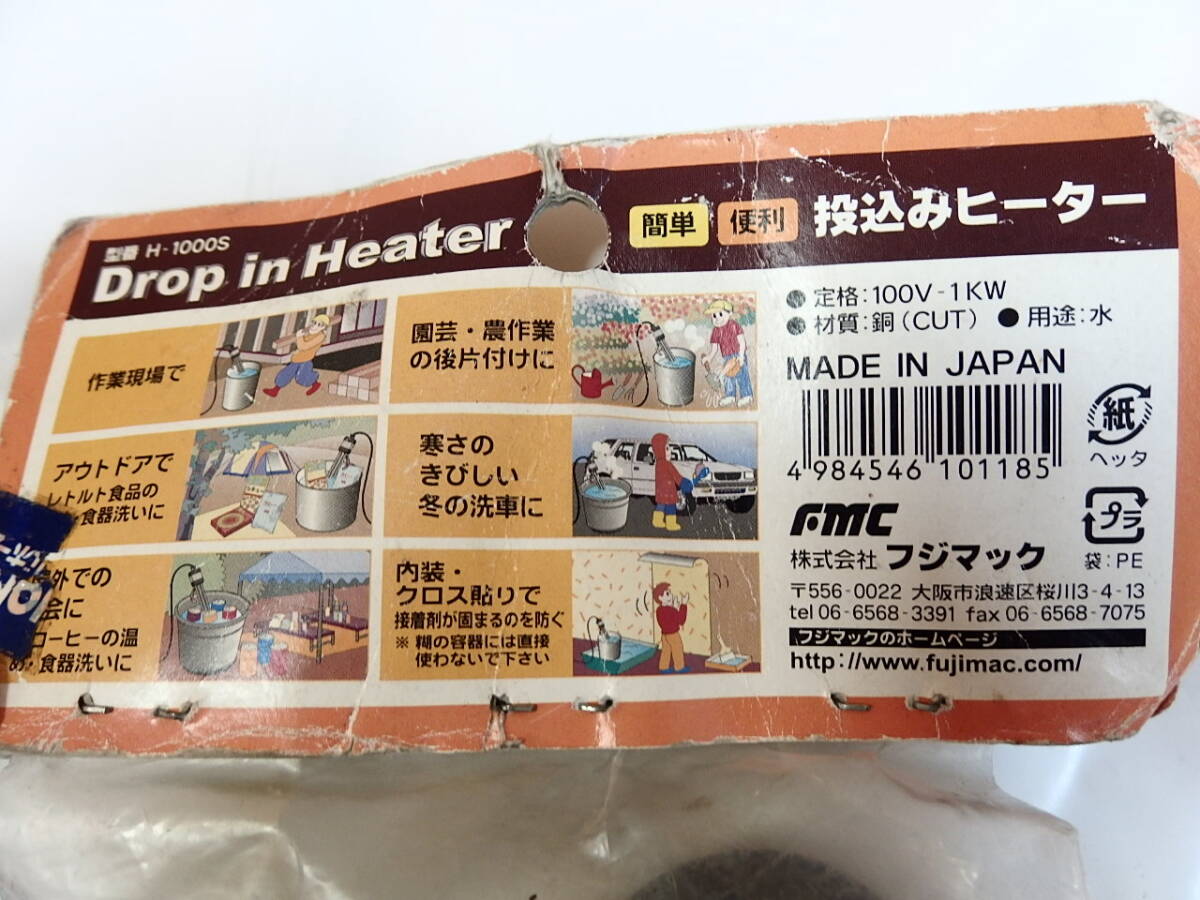 型番 H-1000S
Drop in Heater
簡単 便利 投込みヒーター
作業現場で
園芸・農作業
の後片付けに
アウトドアで
レトルト食品の
・食器洗いに
寒さの
きびしい
冬の洗車に
外での
会に
コーヒーの温
め・食器洗いに
内装・
クロス貼りで
接着剤が固まるのを防ぐ
※ 糊の容器には直接
使わないで下さい
● 定格:100V-1KW
● 材質:銅(CUT) ● 用途:水
MADE IN JAPAN
4 984546 101185
紙
ヘッダ
FMC
株式会社 フジマック
プラ
袋:PE
〒556-0022 大阪市浪速区桜川3-4-13
tel 06-6568-3391 fax 06-6568-7075
フジマックのホームページ
http://www.fujimac.com/